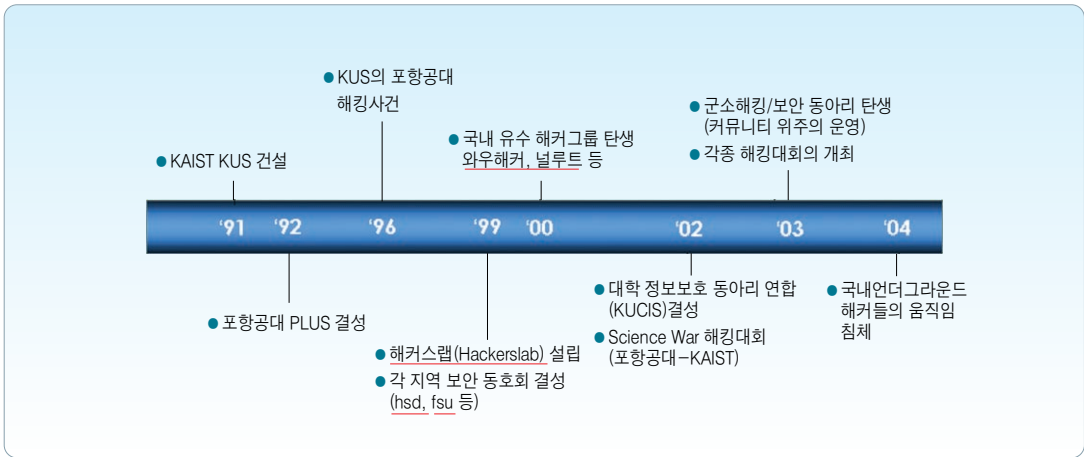 ● KUS의 포항공대
해킹사건
● 군소해킹/보안 동아리 탄생
(커뮤니티 위주의 운영)
● 각종 해킹대회의 개최
● 국내 유수 해커그룹 탄생
와우해커, 널루트 등
● KAIST KUS 건설
‘91 ‘92 ‘96 ‘99 ‘00 ‘02 ‘03 ‘04
● 포항공대 PLUS 결성
● 해커스랩(Hackerslab) 설립
● 각 지역 보안 동호회 결성
(hsd, fsu 등)
● 대학 정보보호 동아리 연합
(KUCIS)결성
● Science War 해킹대회
(포항공대-KAIST)
● 국내언더그라운드
해커들의 움직임
침체